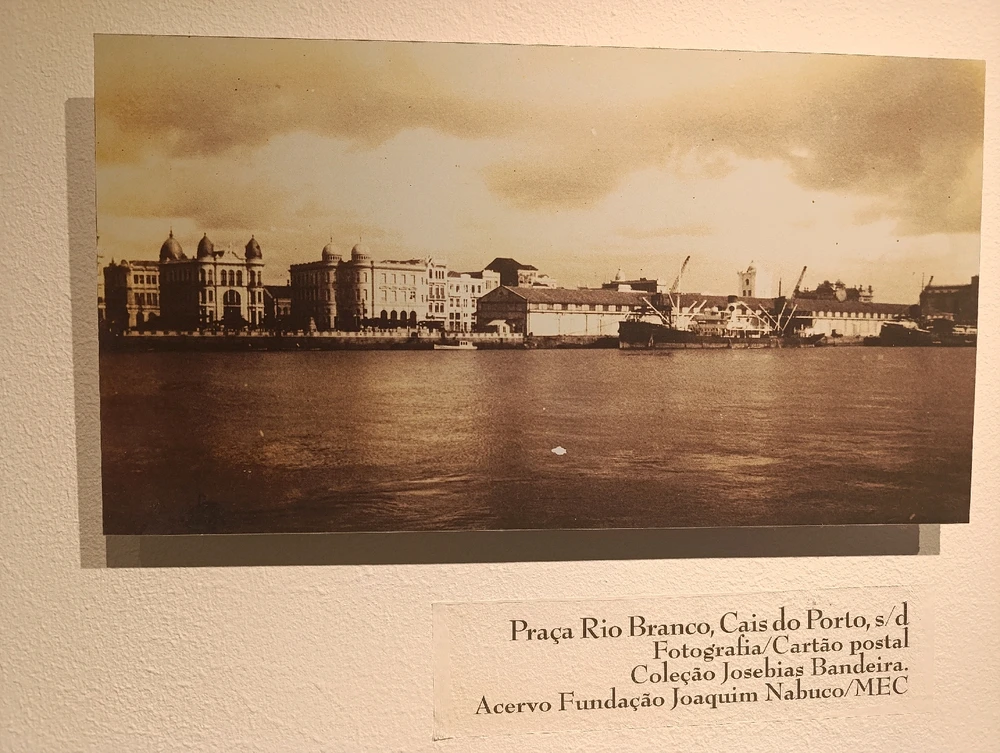 Praça Rio Branco, Cais do Porto, s/d
Fotografia/Cartão postal
Coleção Josebias Bandeira.
Acervo Fundação Joaquim Nabuco/MEC